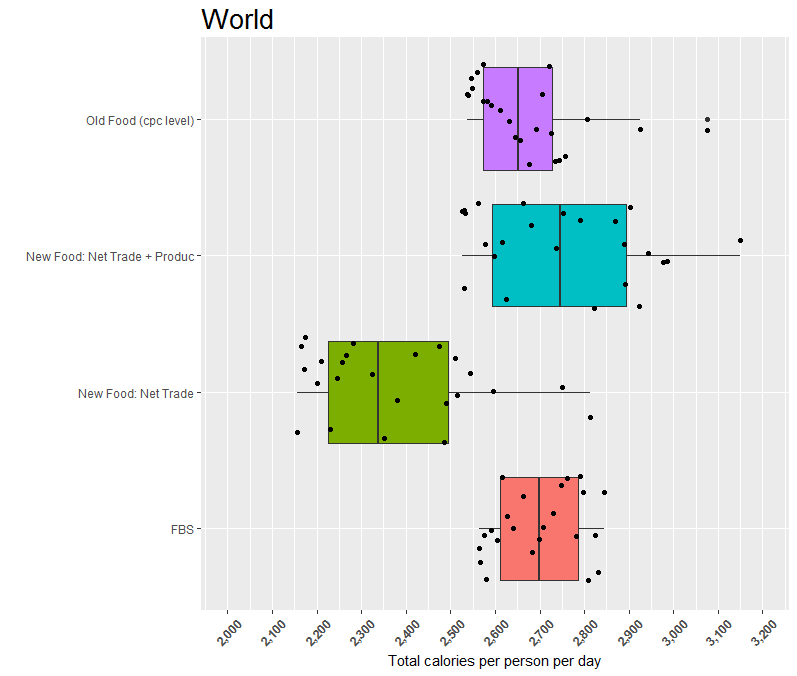 World
Old Food (cpc level)
New Food: Net Trade + Produc
New Food: Net Trade
FBS
2,000
2,100
2,200
2,300
2,400
2,500
2,600
2,700
2,800
2,900
3,000
3,100
3,200
Total calories per person per day